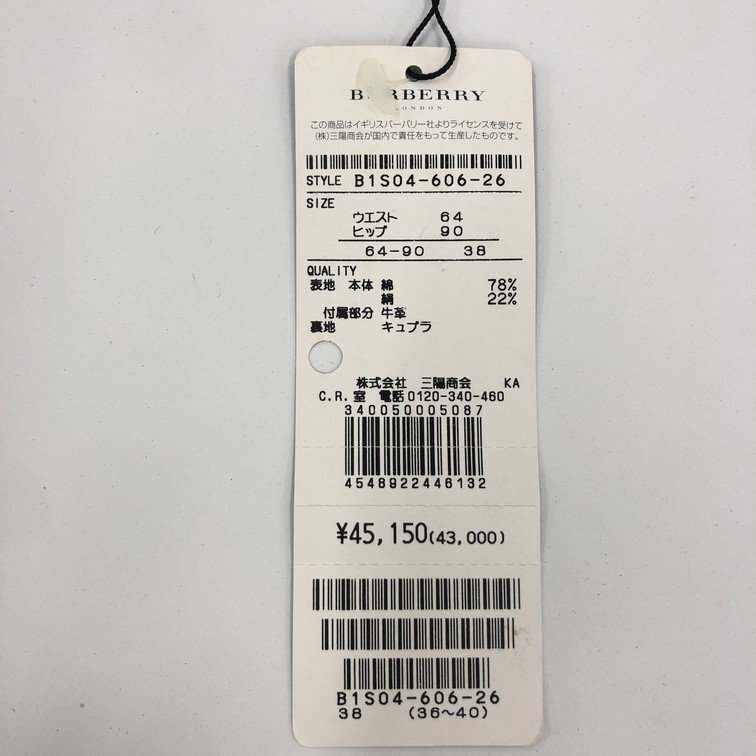 BURBERRY
LONDON
この商品はイギリスバーバリー社よりライセンスを受けて
(株)三陽商会が国内で責任をもって生産したものです。
STYLE B1S04-606-26
SIZE
ウエスト 64
ヒップ 90
64-90 38
QUALITY
表地 本体 綿 78%
絹 22%
付属部分 牛革
裏地 キュプラ
株式会社 三陽商会 KA
C.R.室 電話0120-340-460
340050005087
4548922446132
¥45,150(43,000)
B1S04-606-26
38 (36~40)